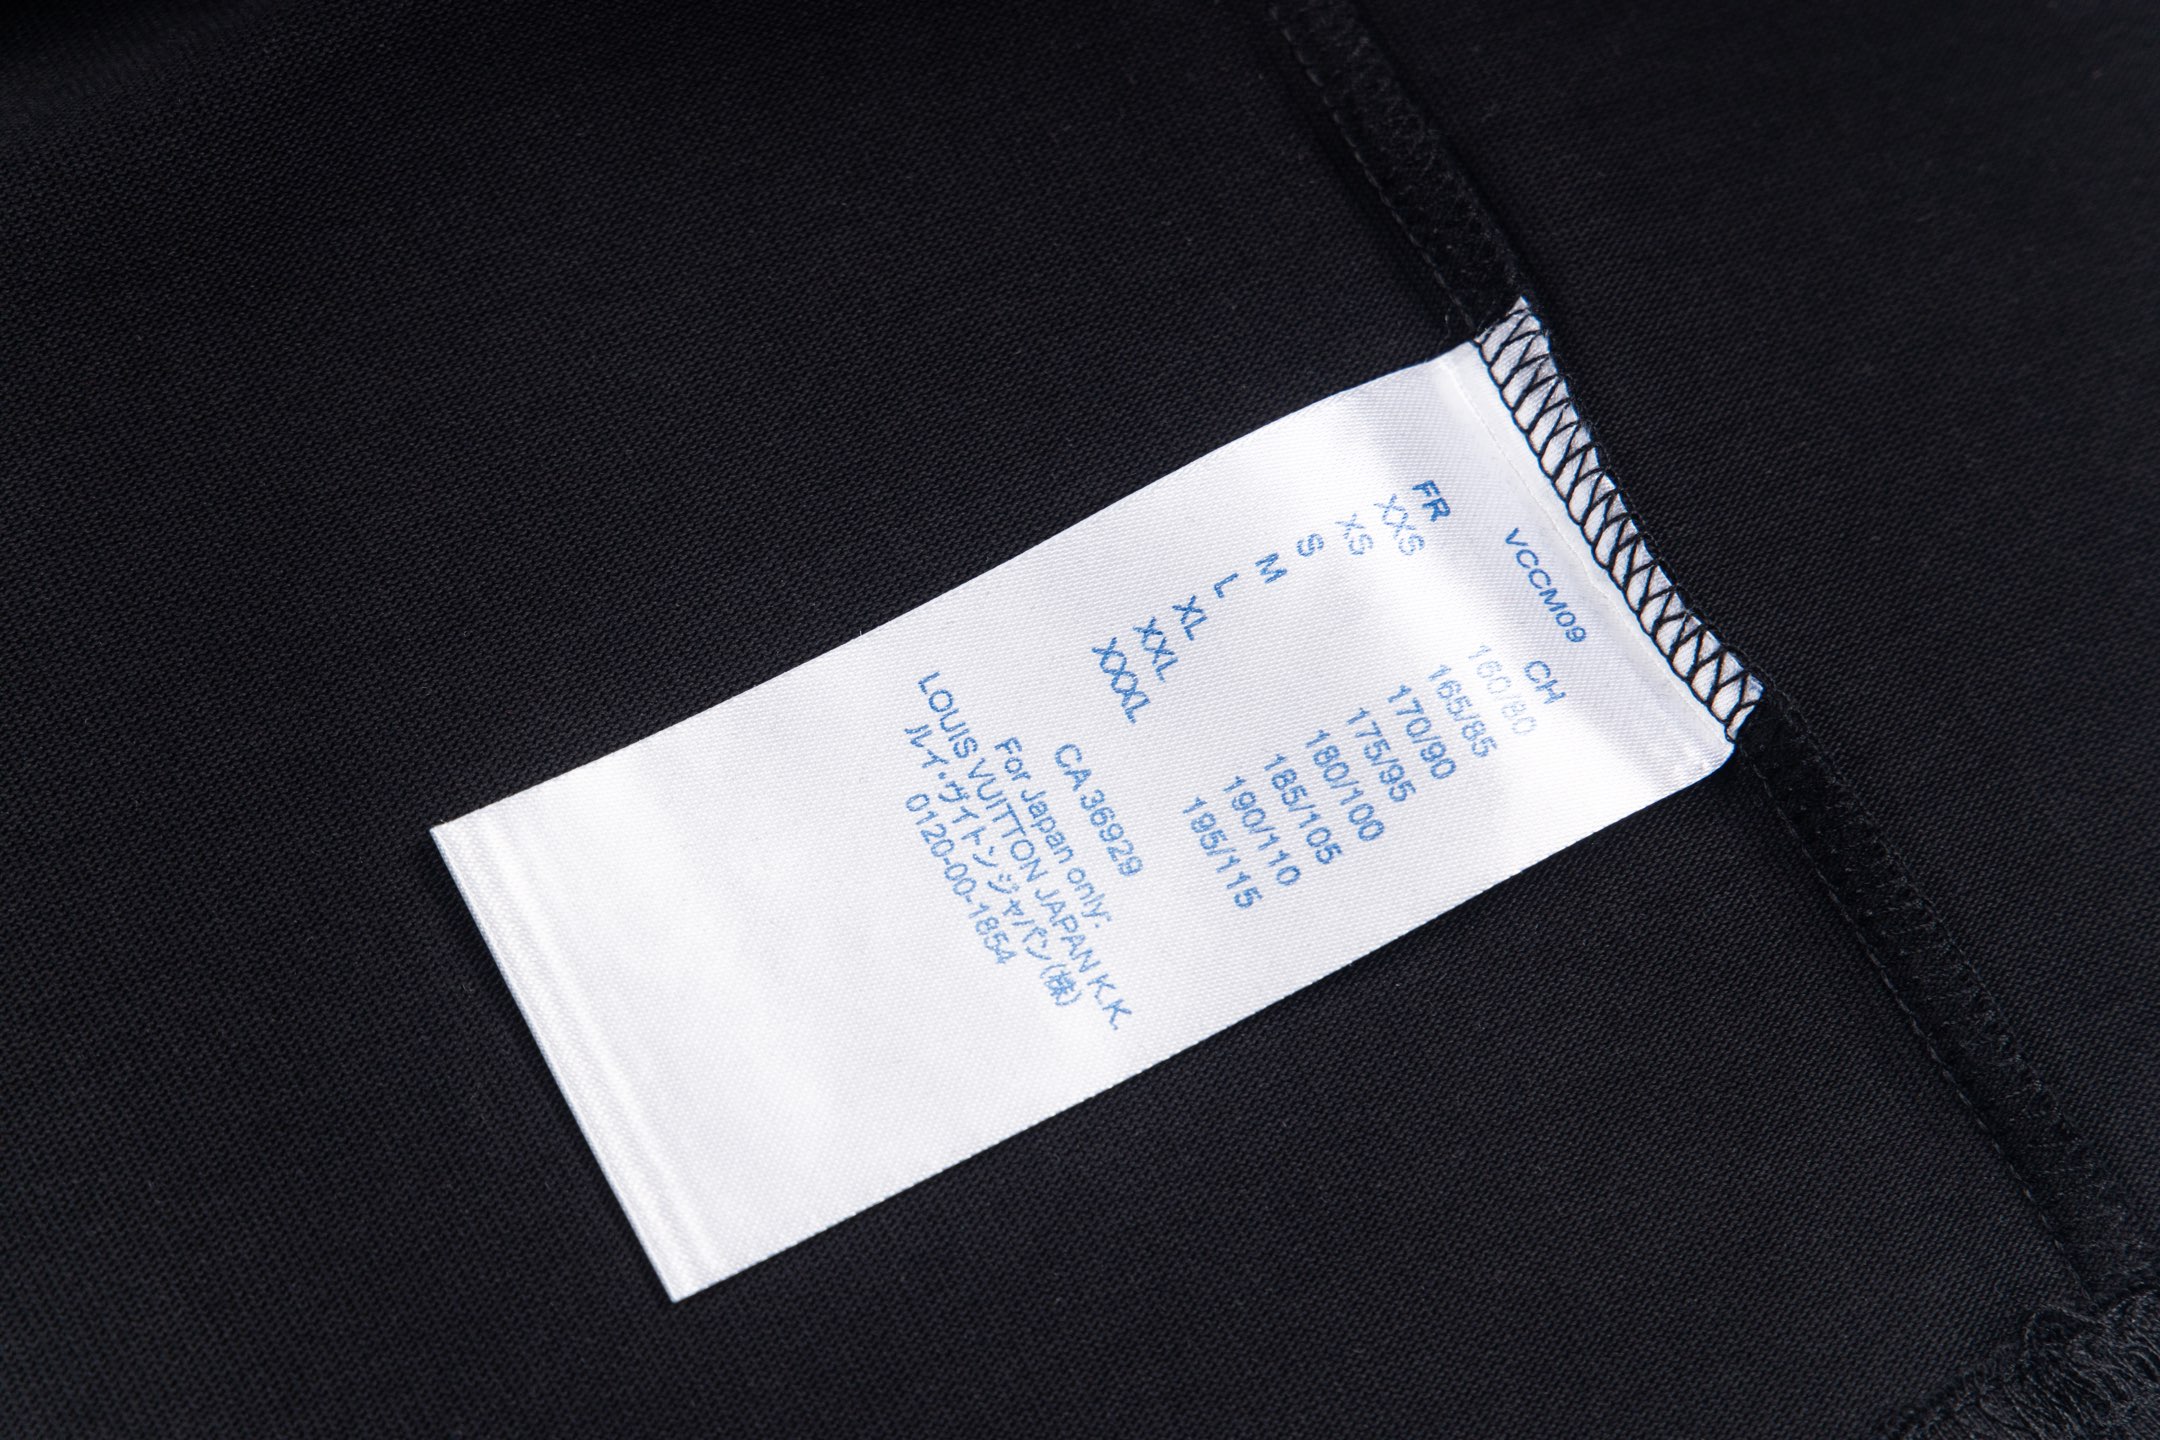 VCCM09
FR CH
XXS 160/80
XS 165/85
S 170/90
M 175/95
L 180/100
XL 185/105
XXL 190/110
XXXL 195/115
CA 36929
For Japan only:
LOUIS VUITTON JAPAN K.K.
ルイ・ヴィトンジャパン(株)
0120-00-1854